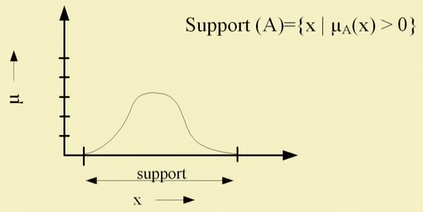 Support (A)={x | μA(x) > 0}
μ
support
x